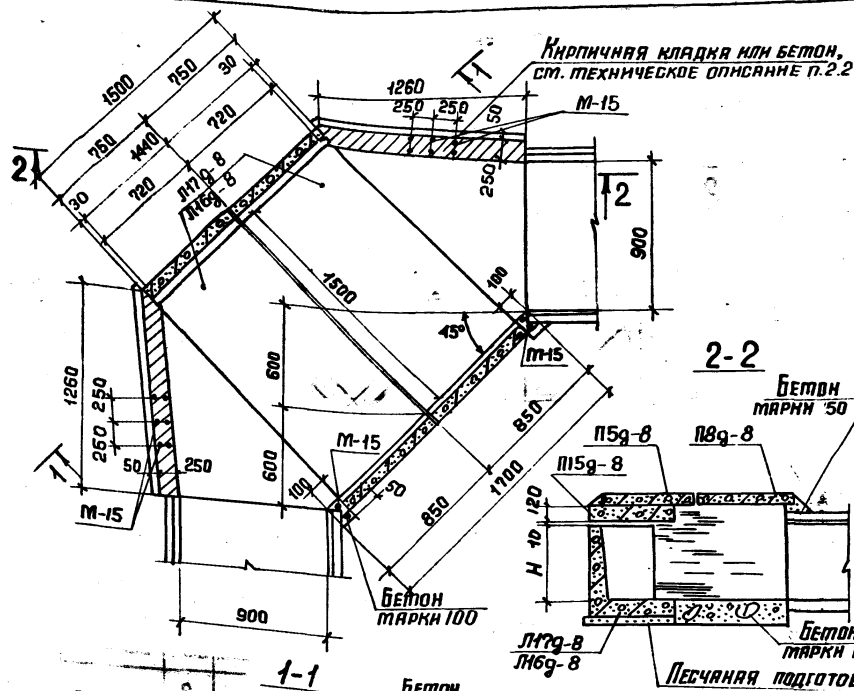 Кирпичная кладка или бетон,
см. техническое описание п.2.2
М-15
1
1260
250
250
50
250
1500
750
750
30
1440
720
720
30
2
Л17д-8
Л16д-8
2
900
1500
100
45°
М-15
600
600
1260
250
250
50
250
1
М-15
М-15
100
50
850
850
1700
Бетон
марки 100
900
1-1
Бетон
2-2
Бетон
марки 50
П5д-8
П8д-8
П15д-8
120
10
Н
Л17д-8
Л16д-8
Бетон
марки
Песчаная подготов